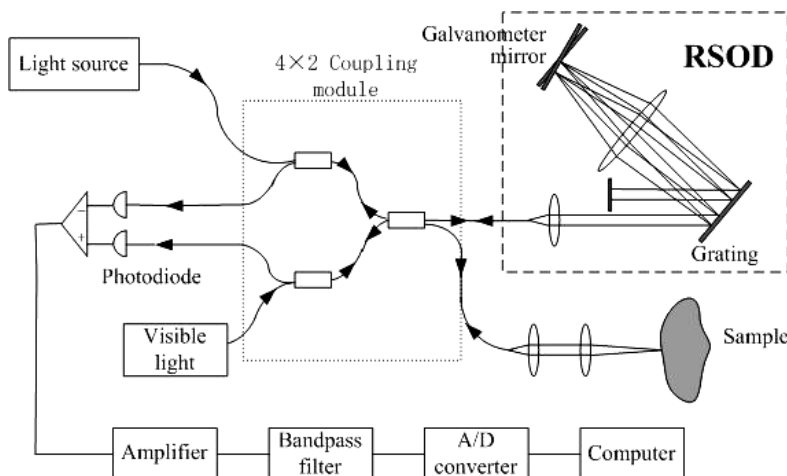 Galvanometer
mirror
RSOD
Light source
4×2 Coupling
module
−
+
Photodiode
Grating
Visible
light
Sample
Amplifier
Bandpass
filter
A/D
converter
Computer